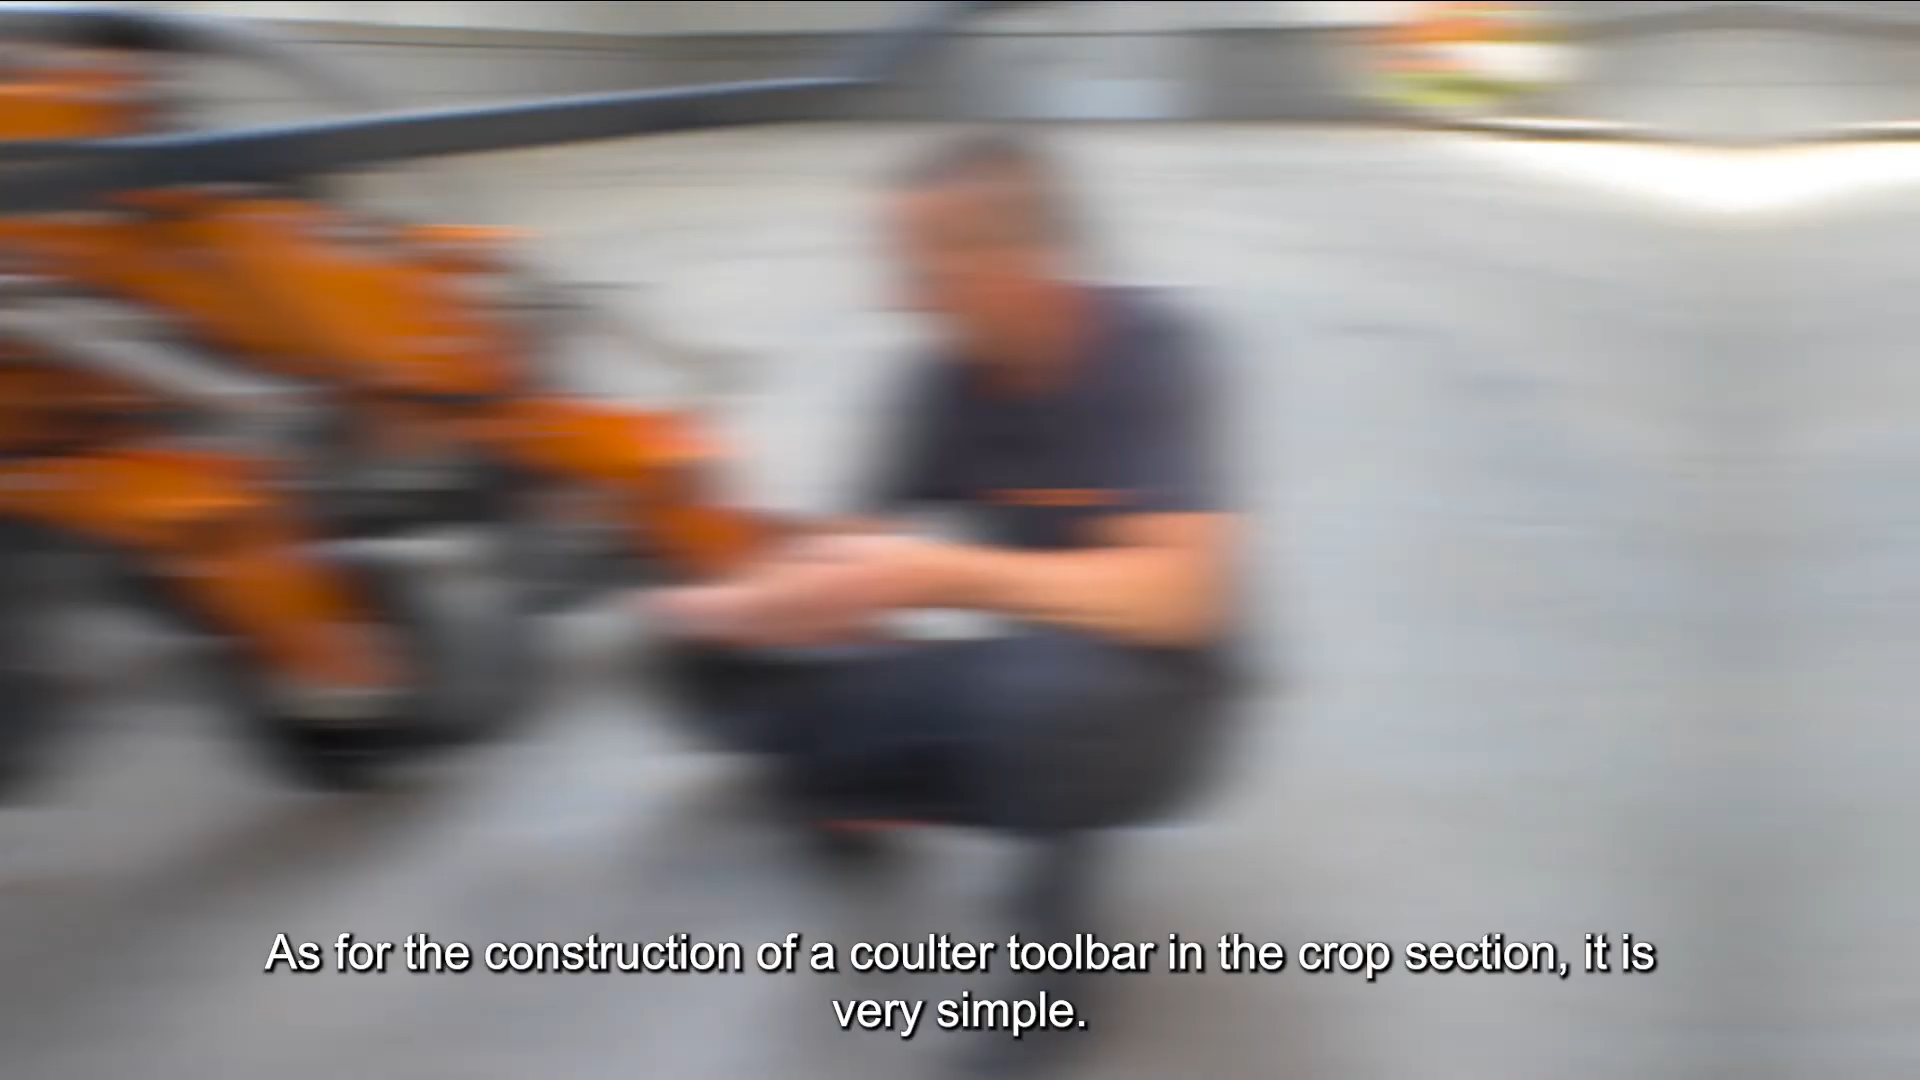 As for the construction of a coulter toolbar in the crop section, it is
very simple.